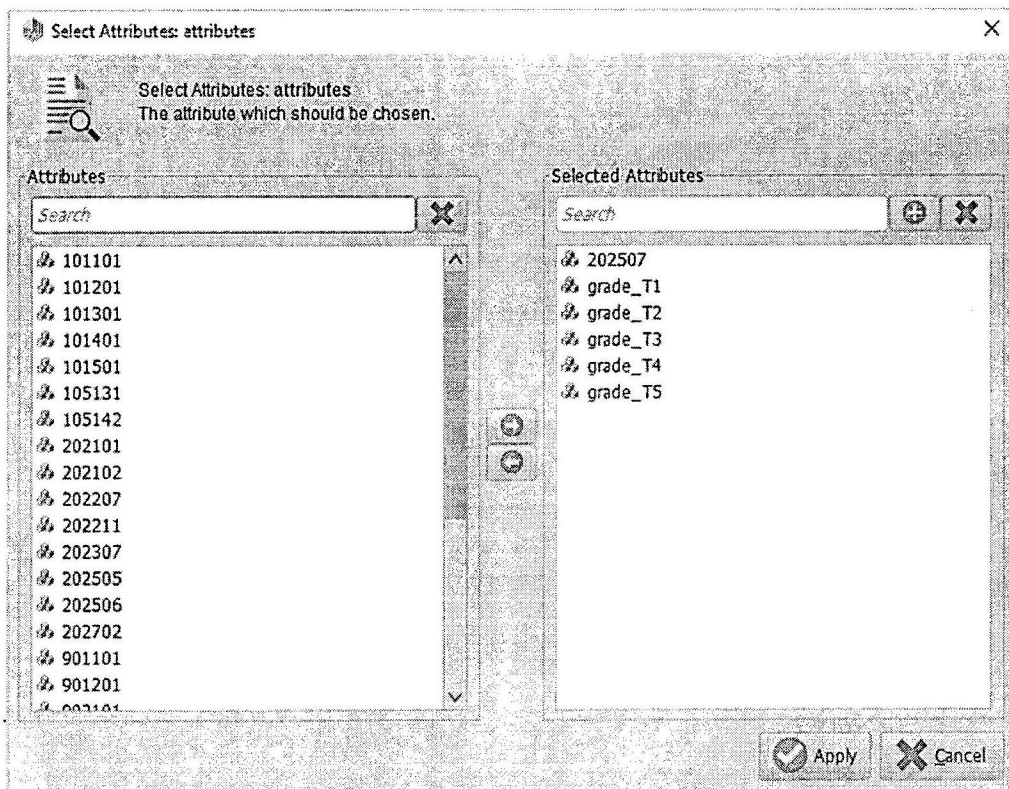 Select Attributes: attributes
Select Attributes: attributes
The attribute which should be chosen.
Attributes
Search
101101
101201
101301
101401
101501
105131
105142
202101
202102
202207
202211
202307
202505
202506
202702
901101
901201
Selected Attributes
Search
202507
grade_T1
grade_T2
grade_T3
grade_T4
grade_T5
Apply
Cancel